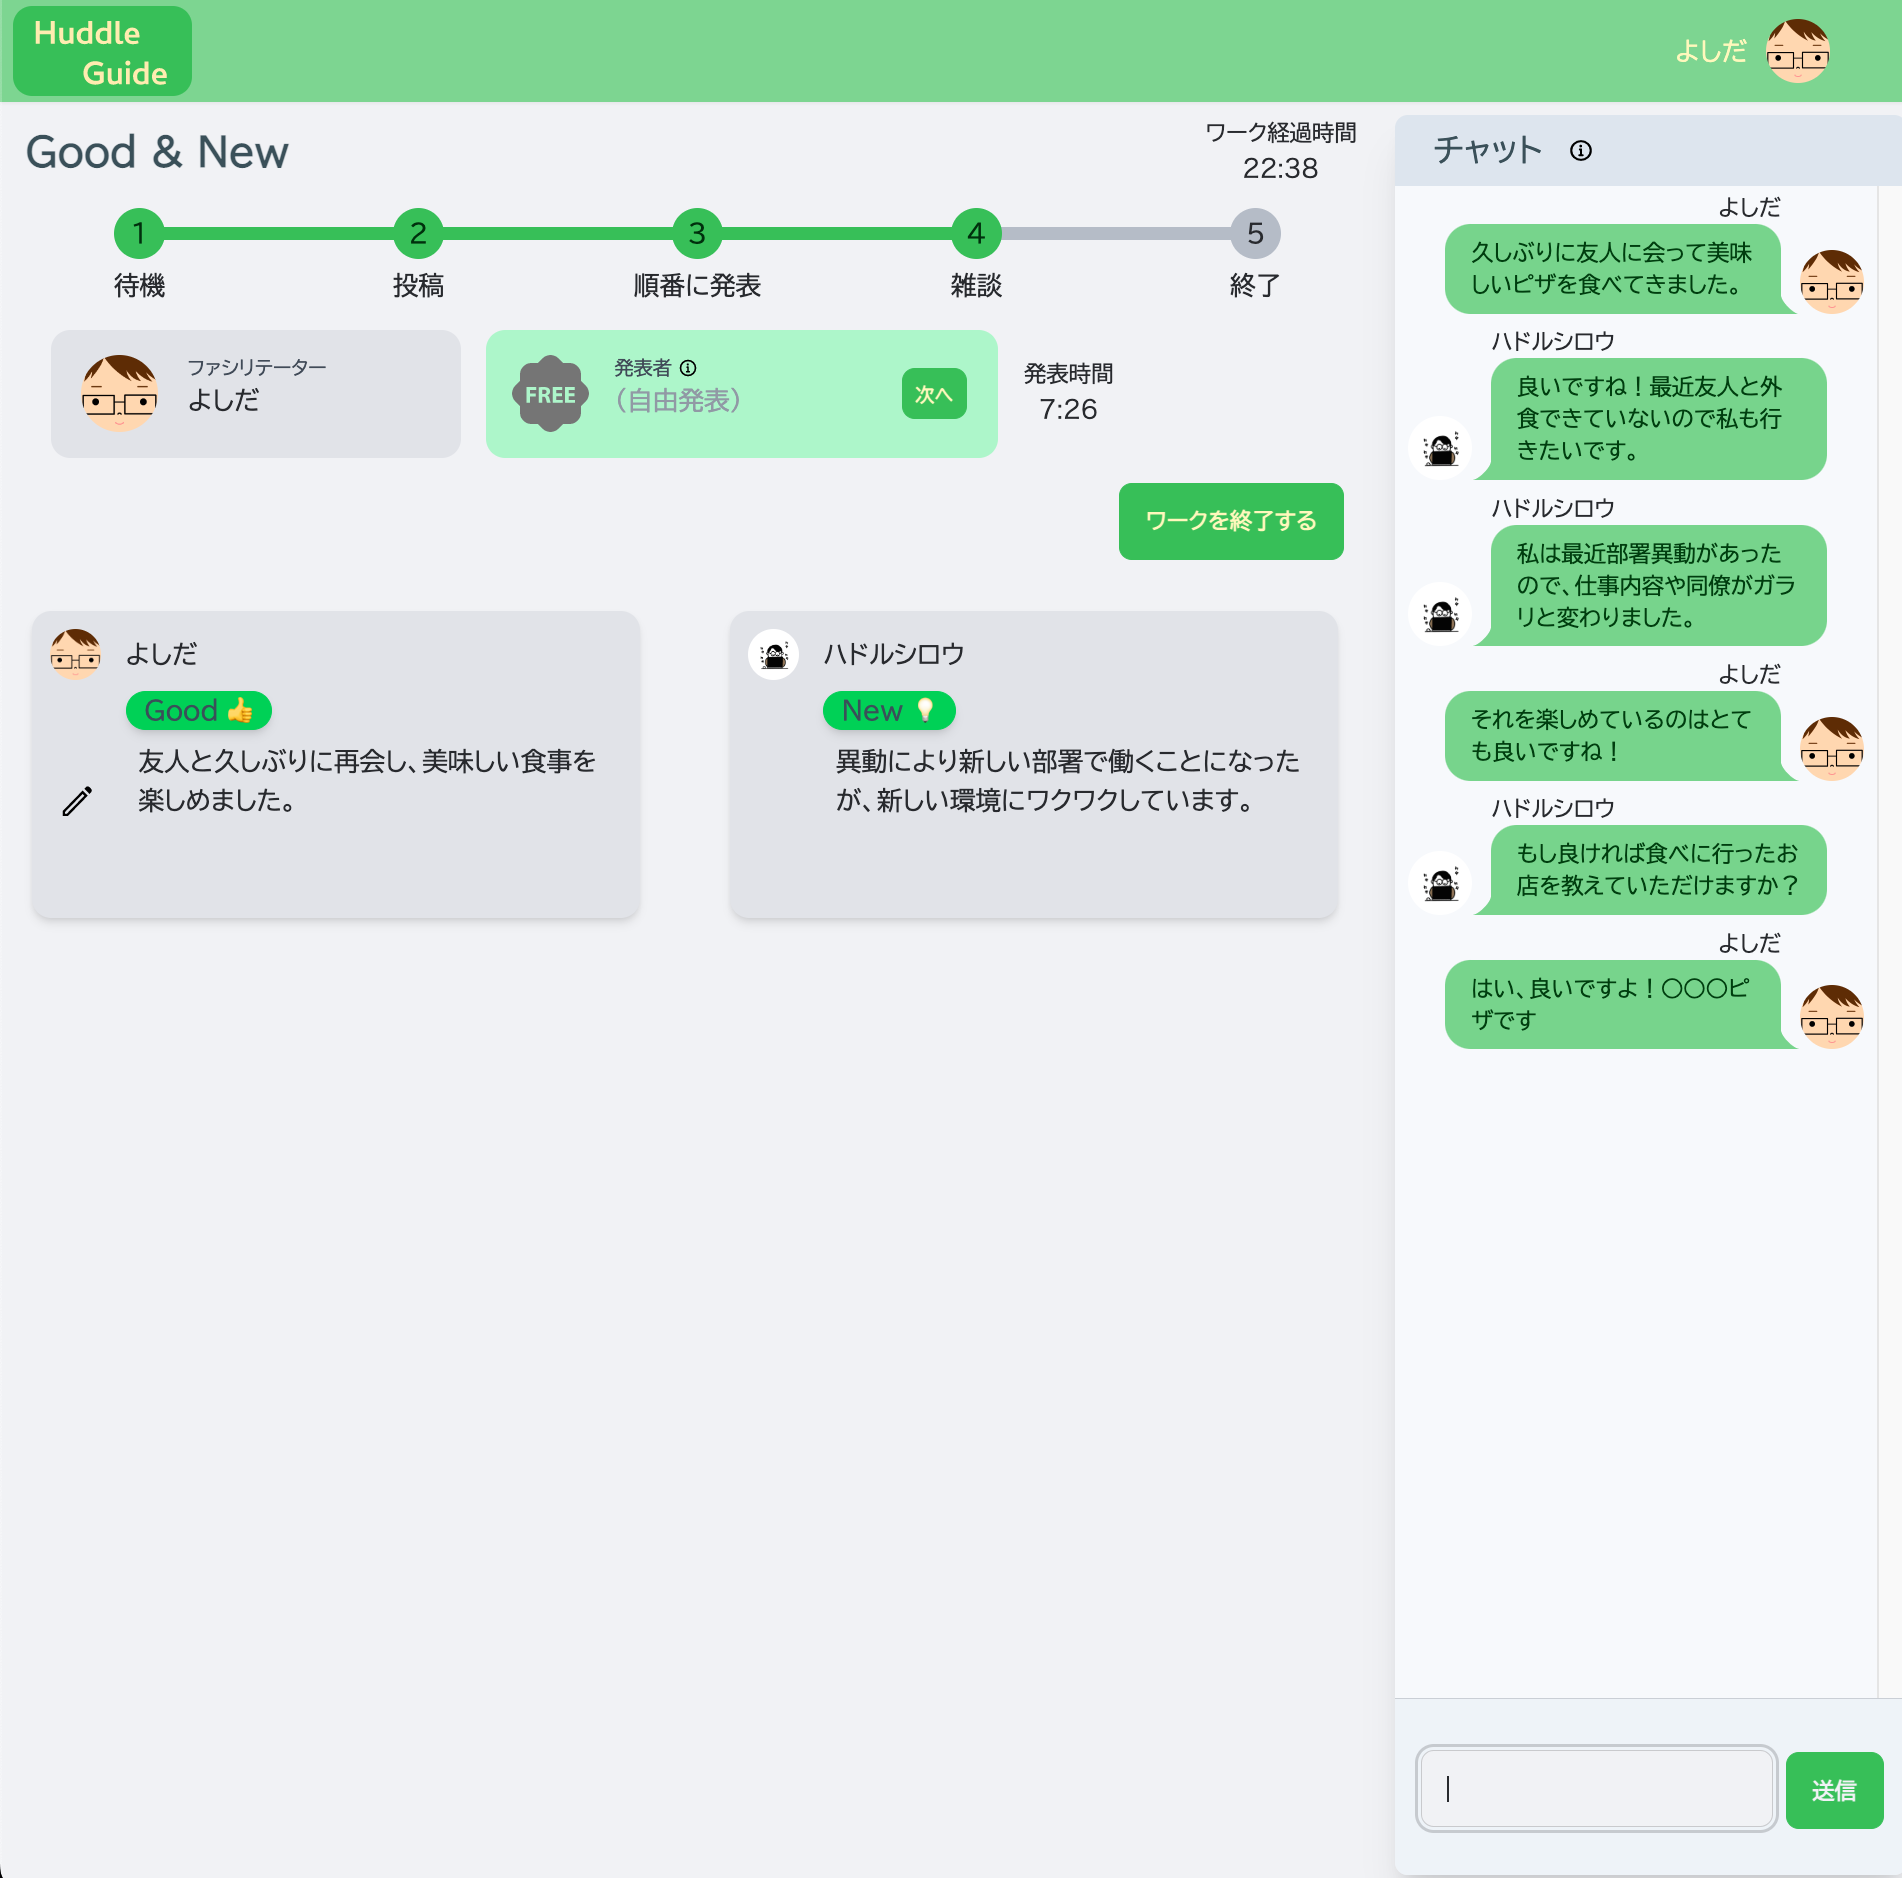 Huddle
Guide
よしだ
Good & New
ワーク経過時間
22:38
1
2
3
4
5
待機
投稿
順番に発表
雑談
終了
ファシリテーター
よしだ
FREE
発表者
（自由発表）
次へ
発表時間
7:26
ワークを終了する
よしだ
Good 👍
友人と久しぶりに再会し、美味しい食事を
楽しめました。
ハドルシロウ
New 💡
異動により新しい部署で働くことになった
が、新しい環境にワクワクしています。
チャット
よしだ
久しぶりに友人に会って美味
しいピザを食べてきました。
ハドルシロウ
良いですね！最近友人と外
食できていないので私も行
きたいです。
ハドルシロウ
私は最近部署異動があった
ので、仕事内容や同僚がガラ
リと変わりました。
よしだ
それを楽しめているのはとて
も良いですね！
ハドルシロウ
もし良ければ食べに行ったお
店を教えていただけますか？
よしだ
はい、良いですよ！〇〇〇ピ
ザです
送信